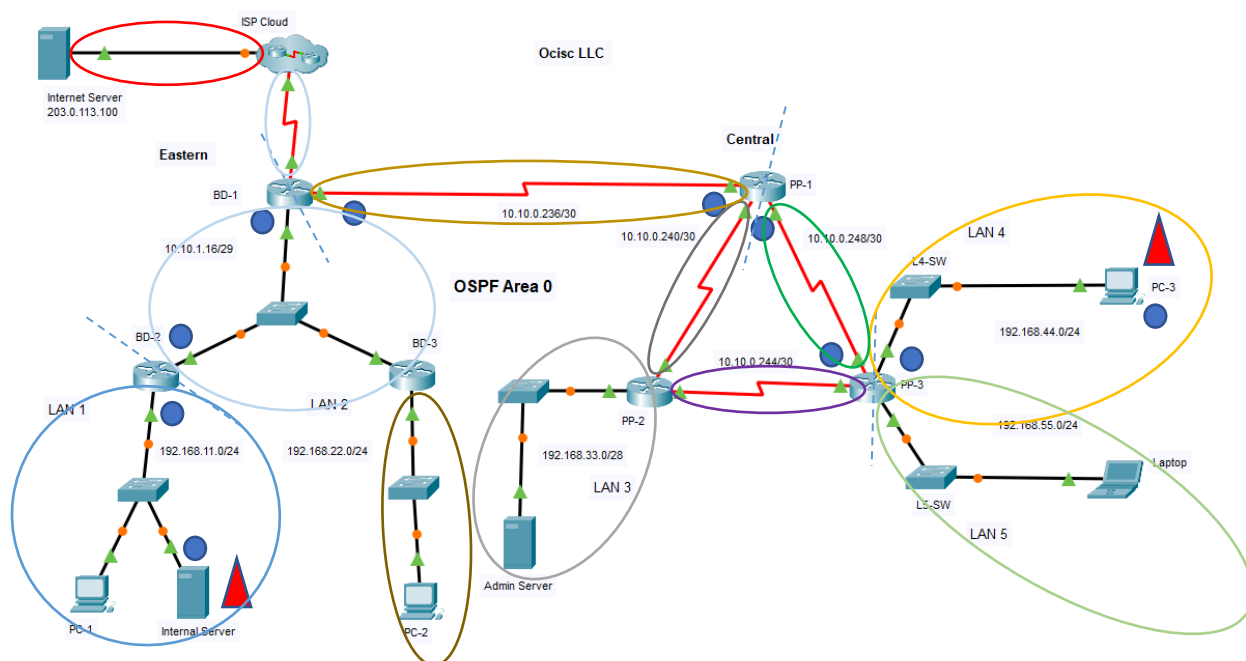 ISP Cloud
Ocisc LLC
Internet Server
203.0.113.100
Eastern
Central
BD-1
PP-1
10.10.0.236/30
10.10.0.240/30
10.10.0.248/30
LAN 4
10.10.1.16/29
L4-SW
PC-3
OSPF Area 0
192.168.44.0/24
BD-2
BD-3
10.10.0.244/30
PP-3
LAN 1
LAN 2
PP-2
192.168.55.0/24
192.168.11.0/24
192.168.22.0/24
192.168.33.0/28
LAN 3
Laptop
L5-SW
LAN 5
Admin Server
PC-1
Internal Server
PC-2